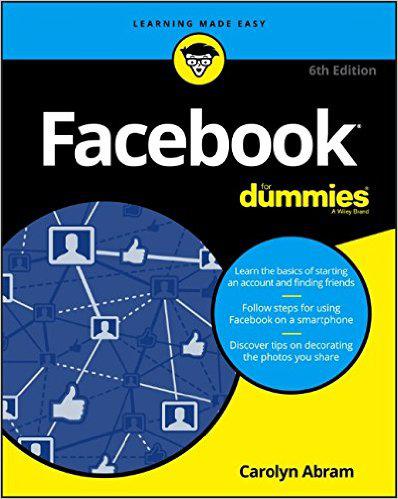 LEARNING MADE EASY
6th Edition
Facebook®
for
dummies®
A Wiley Brand
Learn the basics of starting
an account and finding friends
Follow steps for using
Facebook on a smartphone
Discover tips on decorating
the photos you share
Carolyn Abram